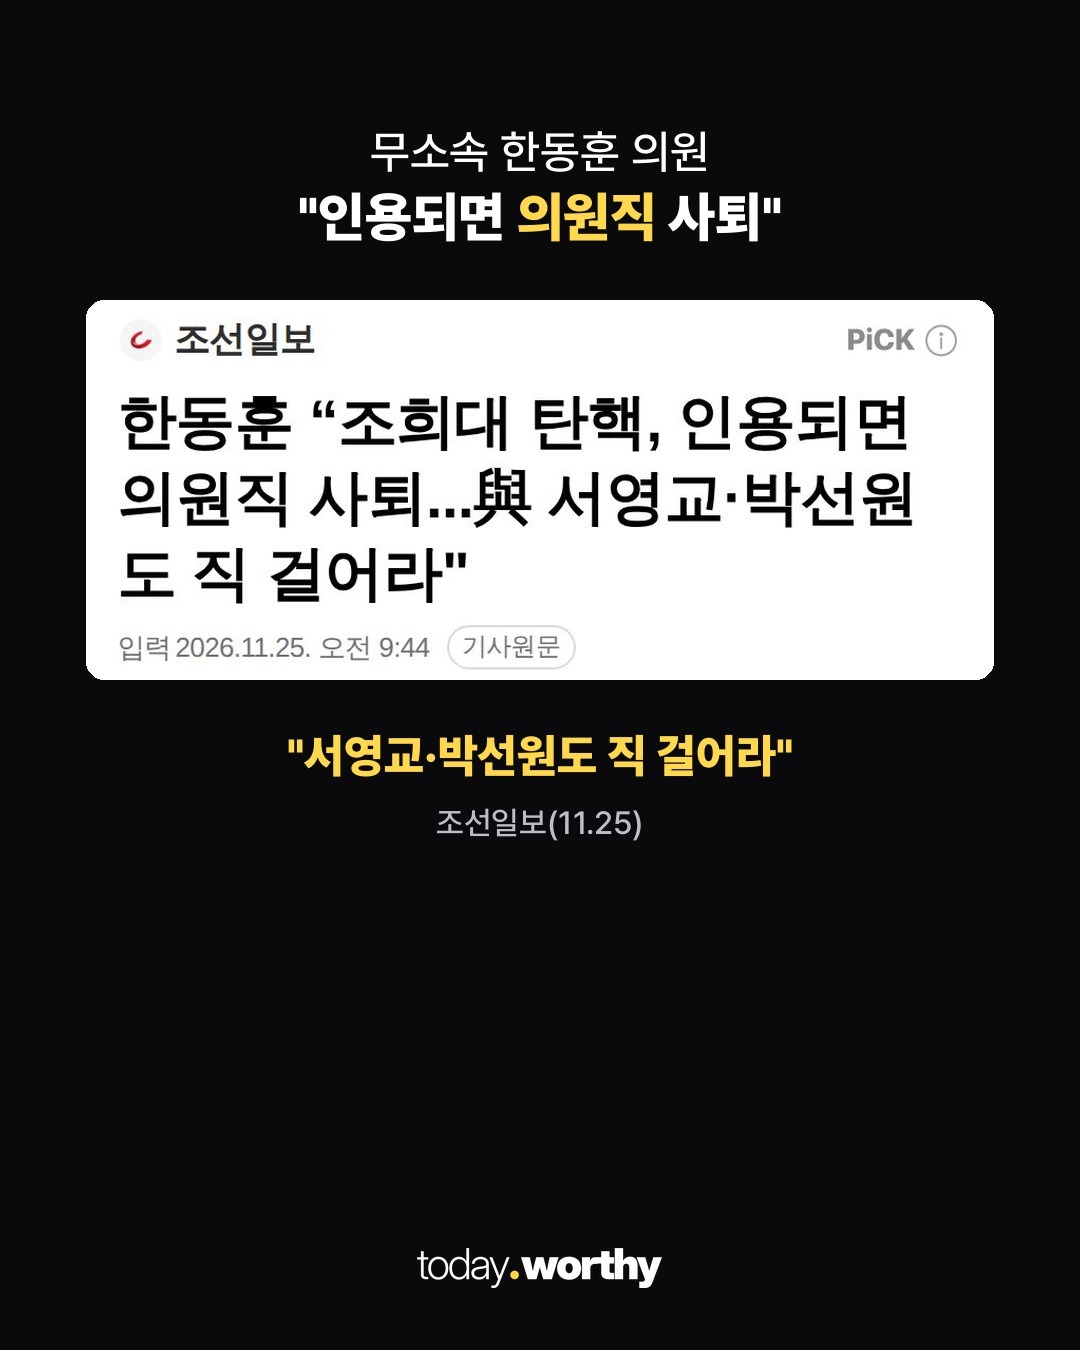 무소속 한동훈 의원
"인용되면 의원직 사퇴"
조선일보 PiCK
한동훈 “조희대 탄핵, 인용되면
의원직 사퇴...與 서영교·박선원
도 직 걸어라"
입력 2026.11.25. 오전 9:44 기사원문
"서영교·박선원도 직 걸어라"
조선일보(11.25)
today.worthy